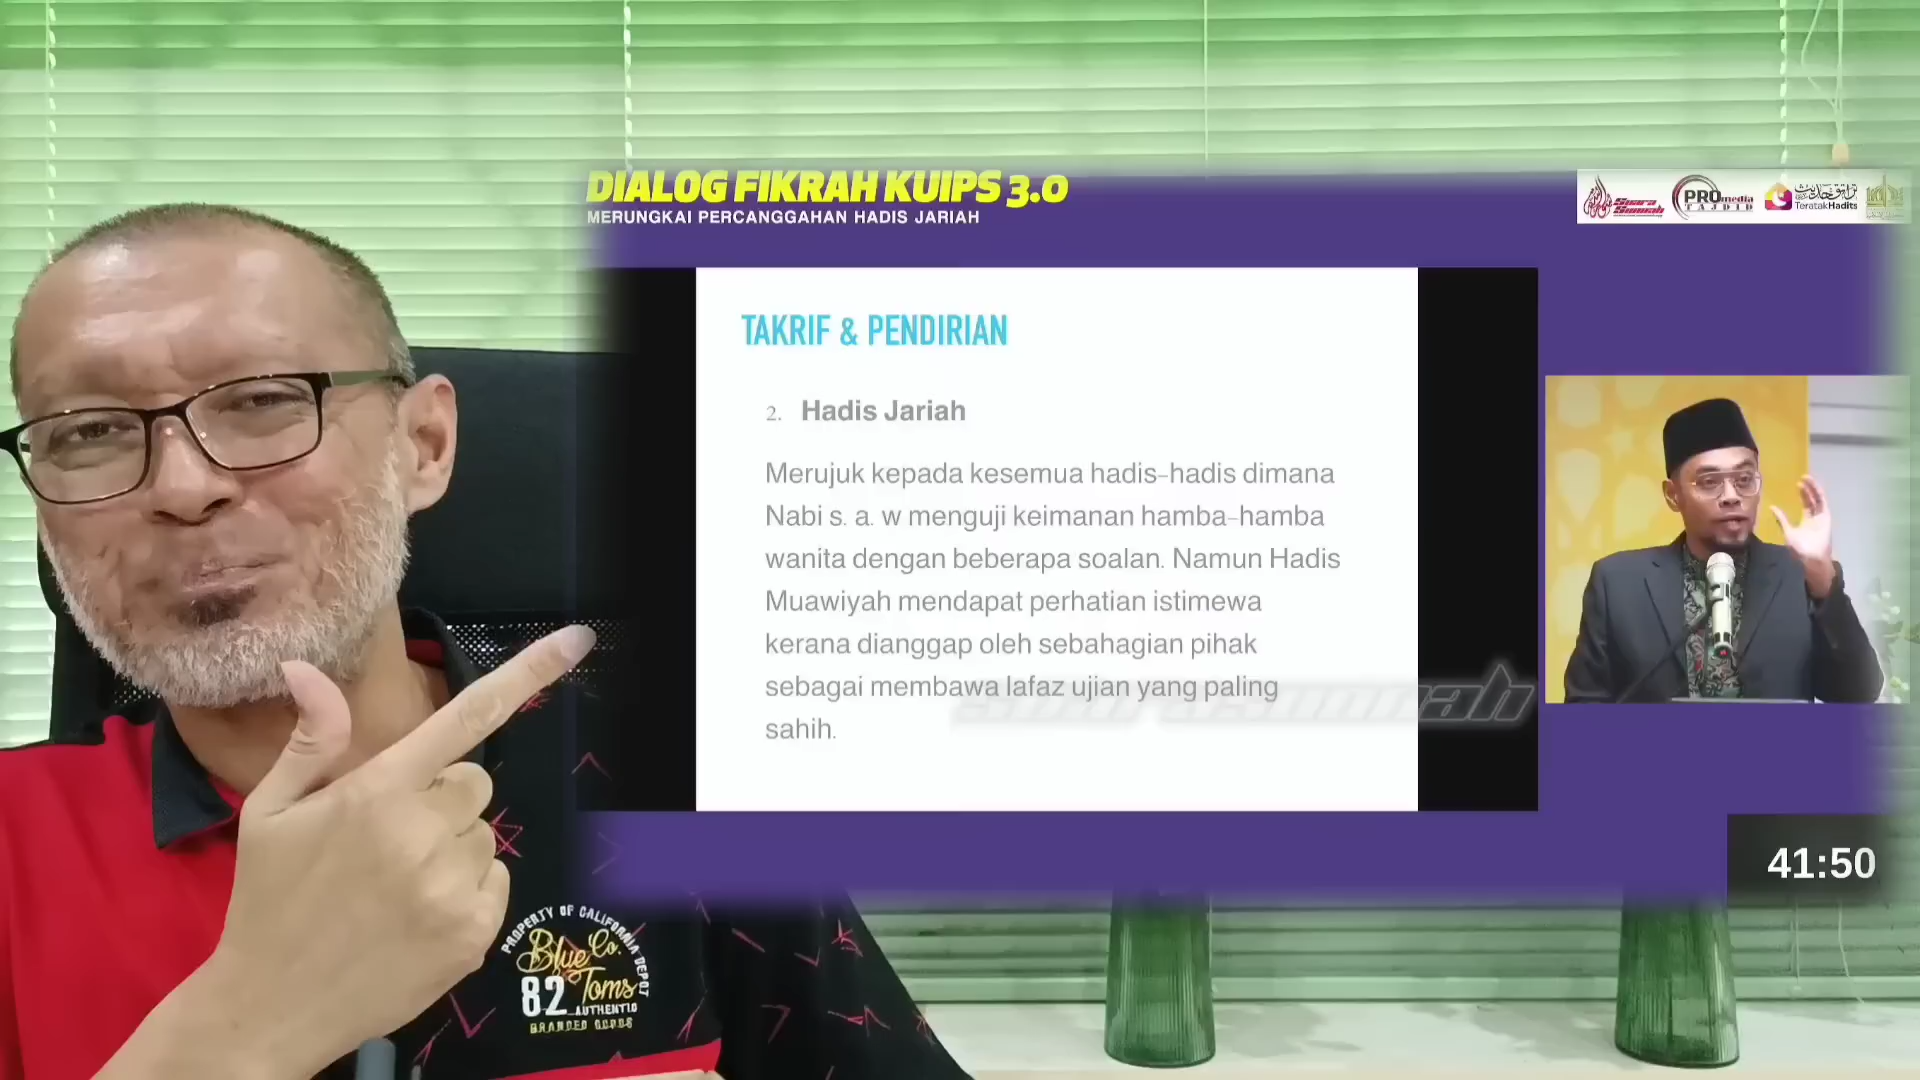 DIALOG FIKRAH KUIPS 3.0
MERUNGKAI PERCANGGAHAN HADIS JARIAH
Suara Sunnah
PROmedia
TAJDID
TeratakHadits
TAKRIF & PENDIRIAN
2. Hadis Jariah
Merujuk kepada kesemua hadis-hadis dimana
Nabi s. a. w menguji keimanan hamba-hamba
wanita dengan beberapa soalan. Namun Hadis
Muawiyah mendapat perhatian istimewa
kerana dianggap oleh sebahagian pihak
sebagai membawa lafaz ujian yang paling
sahih.
41:50
PROPERTY OF CALIFORNIA DEPOT
Blue Co.
82 Toms
AUTHENTIC
BRANDED GOODS